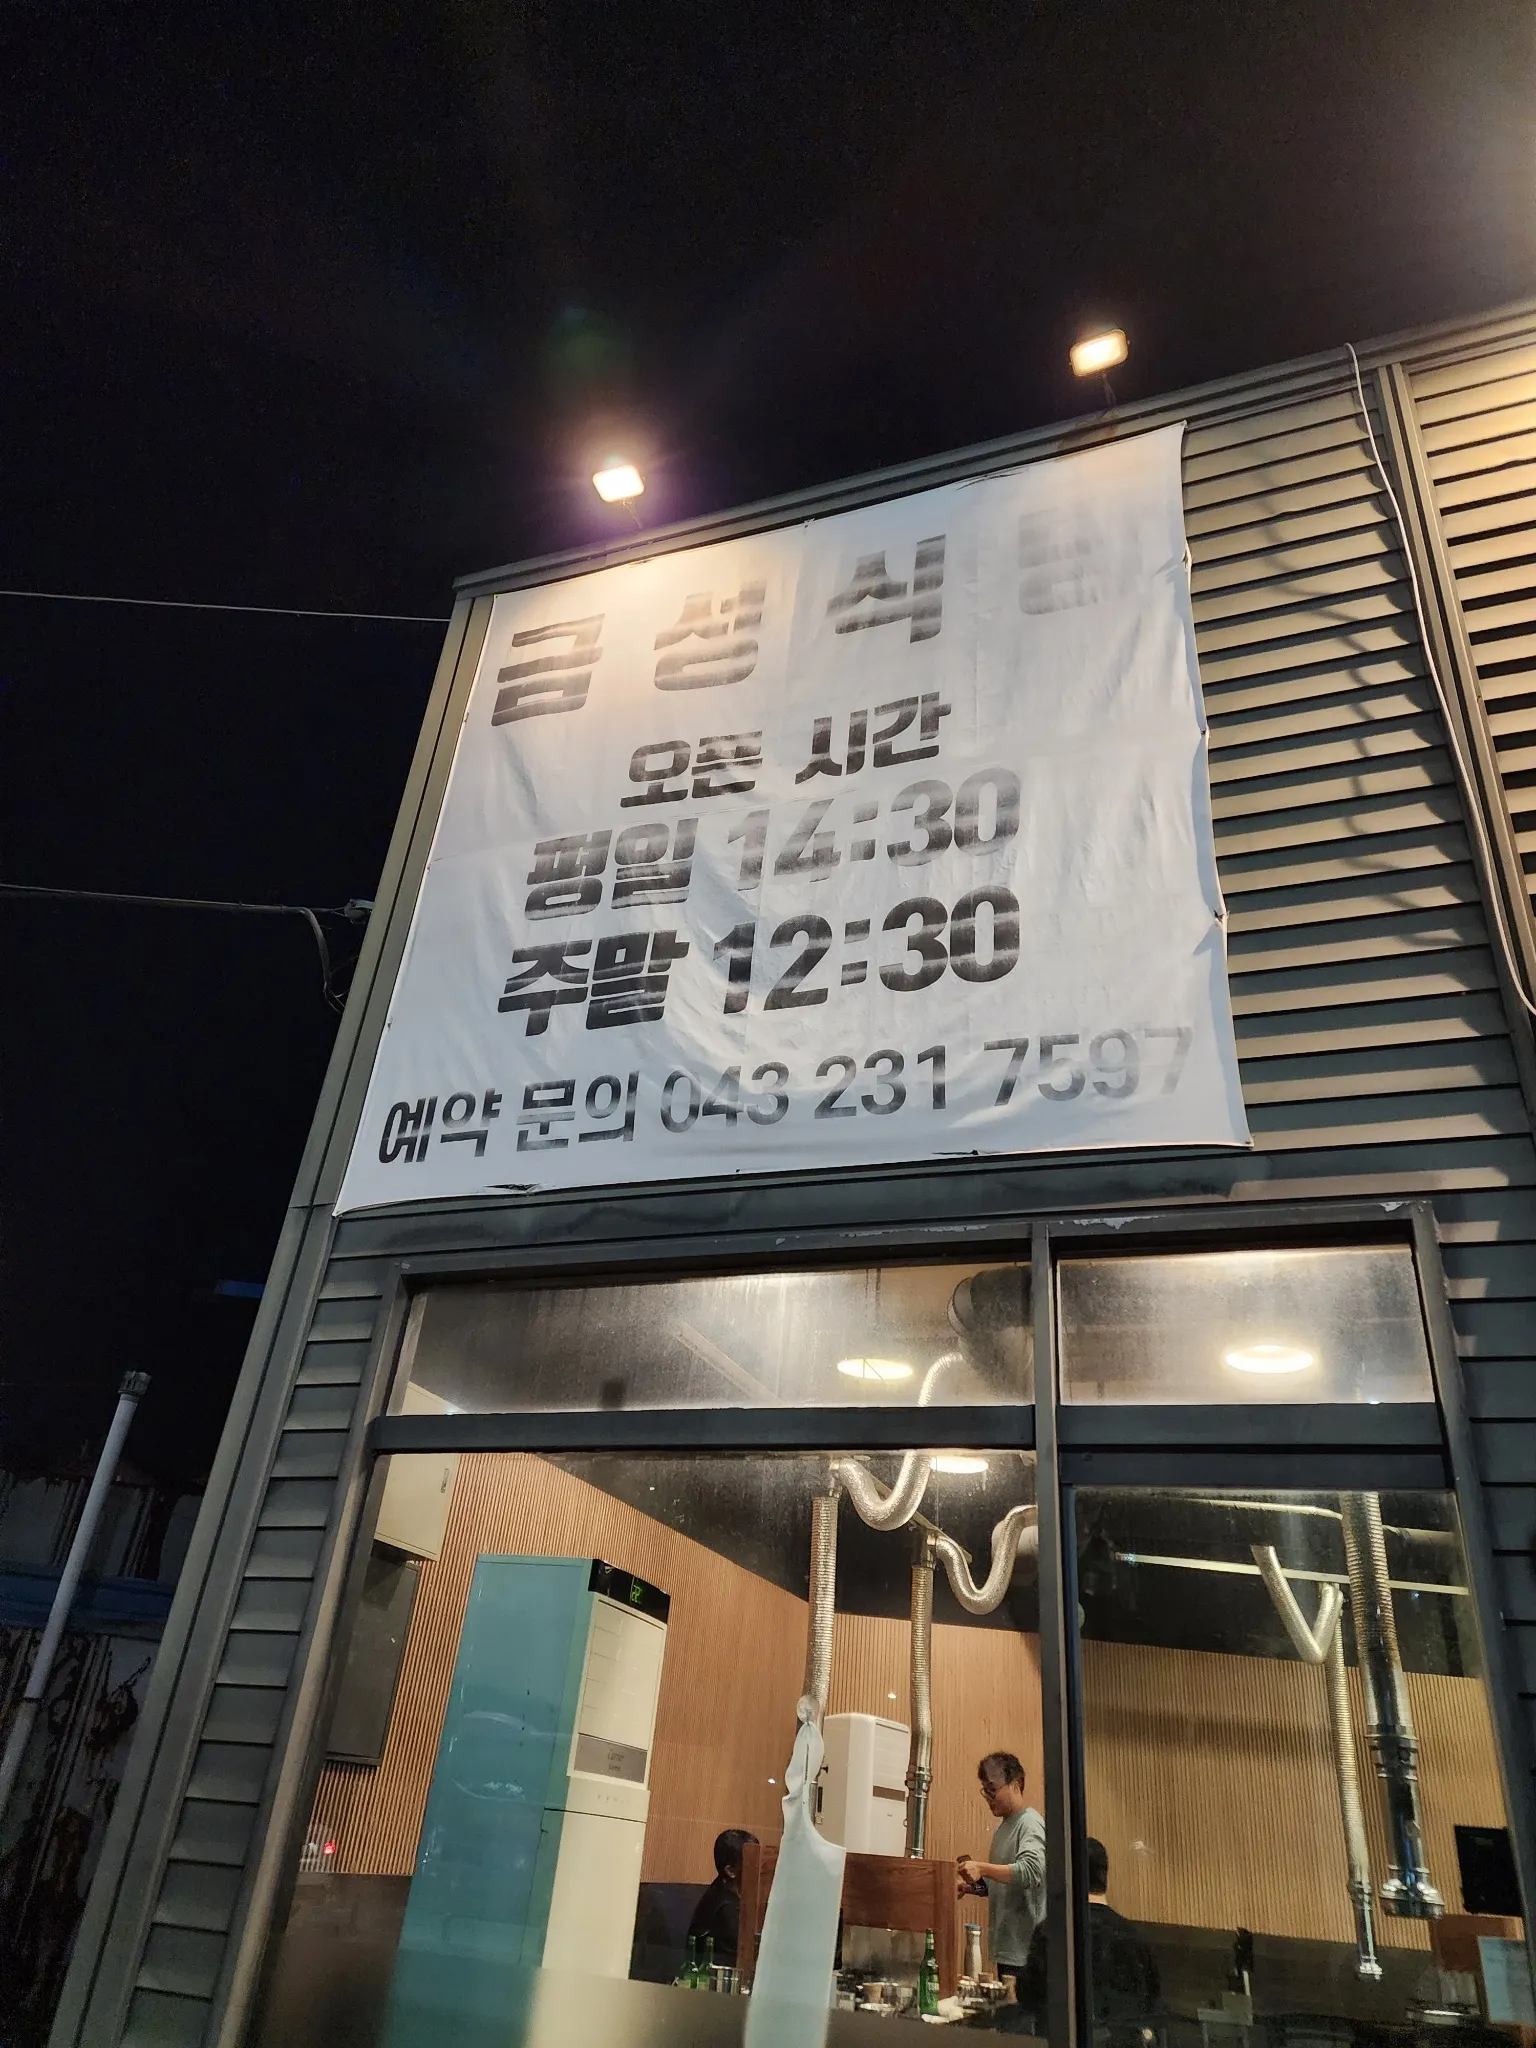 금성식당
오픈 시간
평일 14:30
주말 12:30
예약 문의 043 231 7597